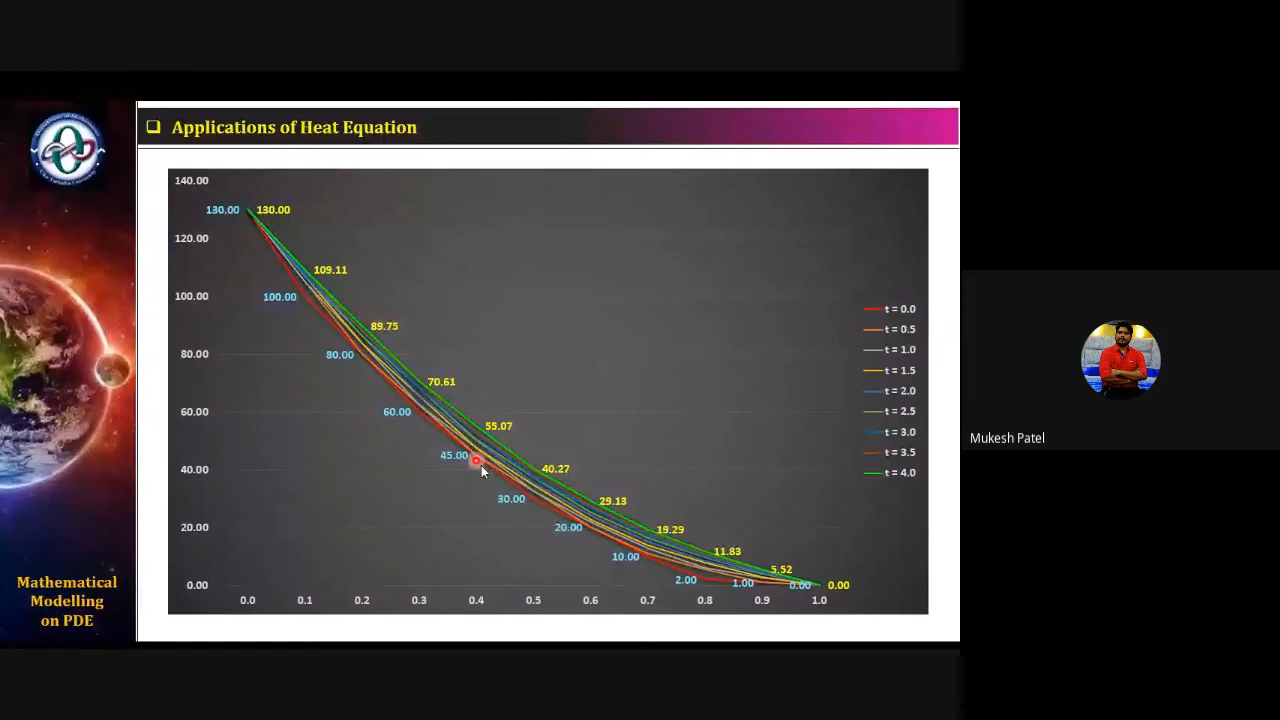 ❑ Applications of Heat Equation
140.00
130.00 130.00
120.00
109.11
100.00
100.00
89.75
80.00
80.00
70.61
60.00
60.00
55.07
45.00
40.00
40.27
30.00
29.13
20.00
20.00
19.29
10.00
11.83
2.00
5.52
1.00
0.00
0.00
0.00
0.0 0.1 0.2 0.3 0.4 0.5 0.6 0.7 0.8 0.9 1.0
t = 0.0
t = 0.5
t = 1.0
t = 1.5
t = 2.0
t = 2.5
t = 3.0
t = 3.5
t = 4.0
Mathematical
Modelling
on PDE
Mukesh Patel